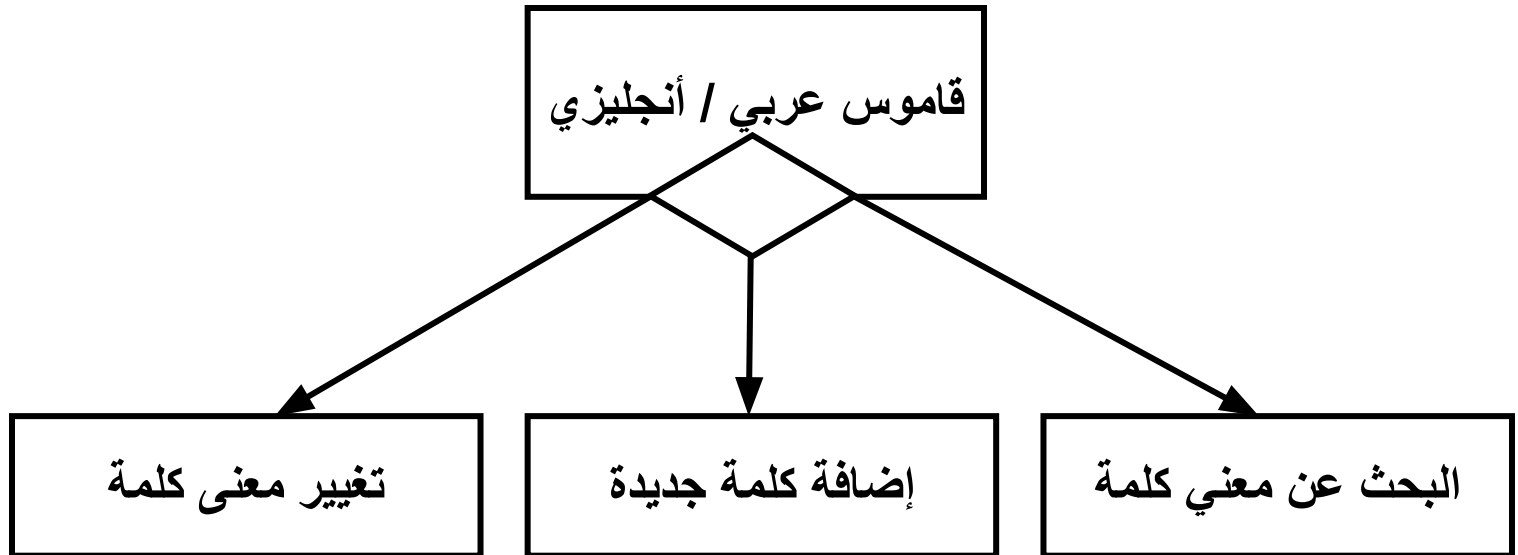 قاموس عربي / أنجليزي
البحث عن معني كلمة
إضافة كلمة جديدة
تغيير معنى كلمة